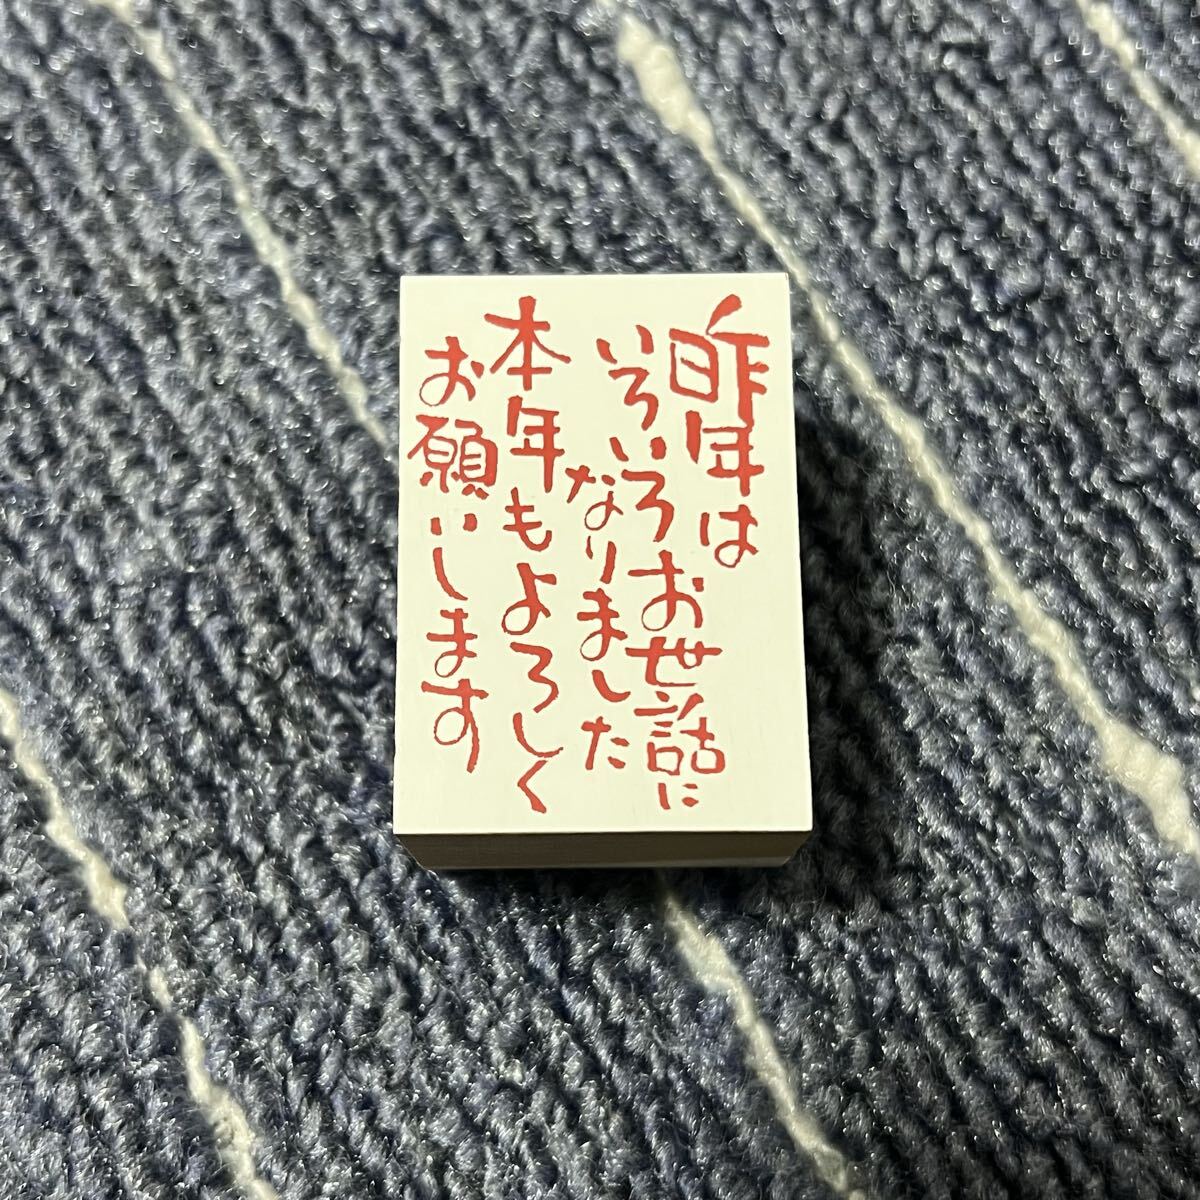 昨年は
いろいろお世話に
なりました
本年もよろしく
お願いします